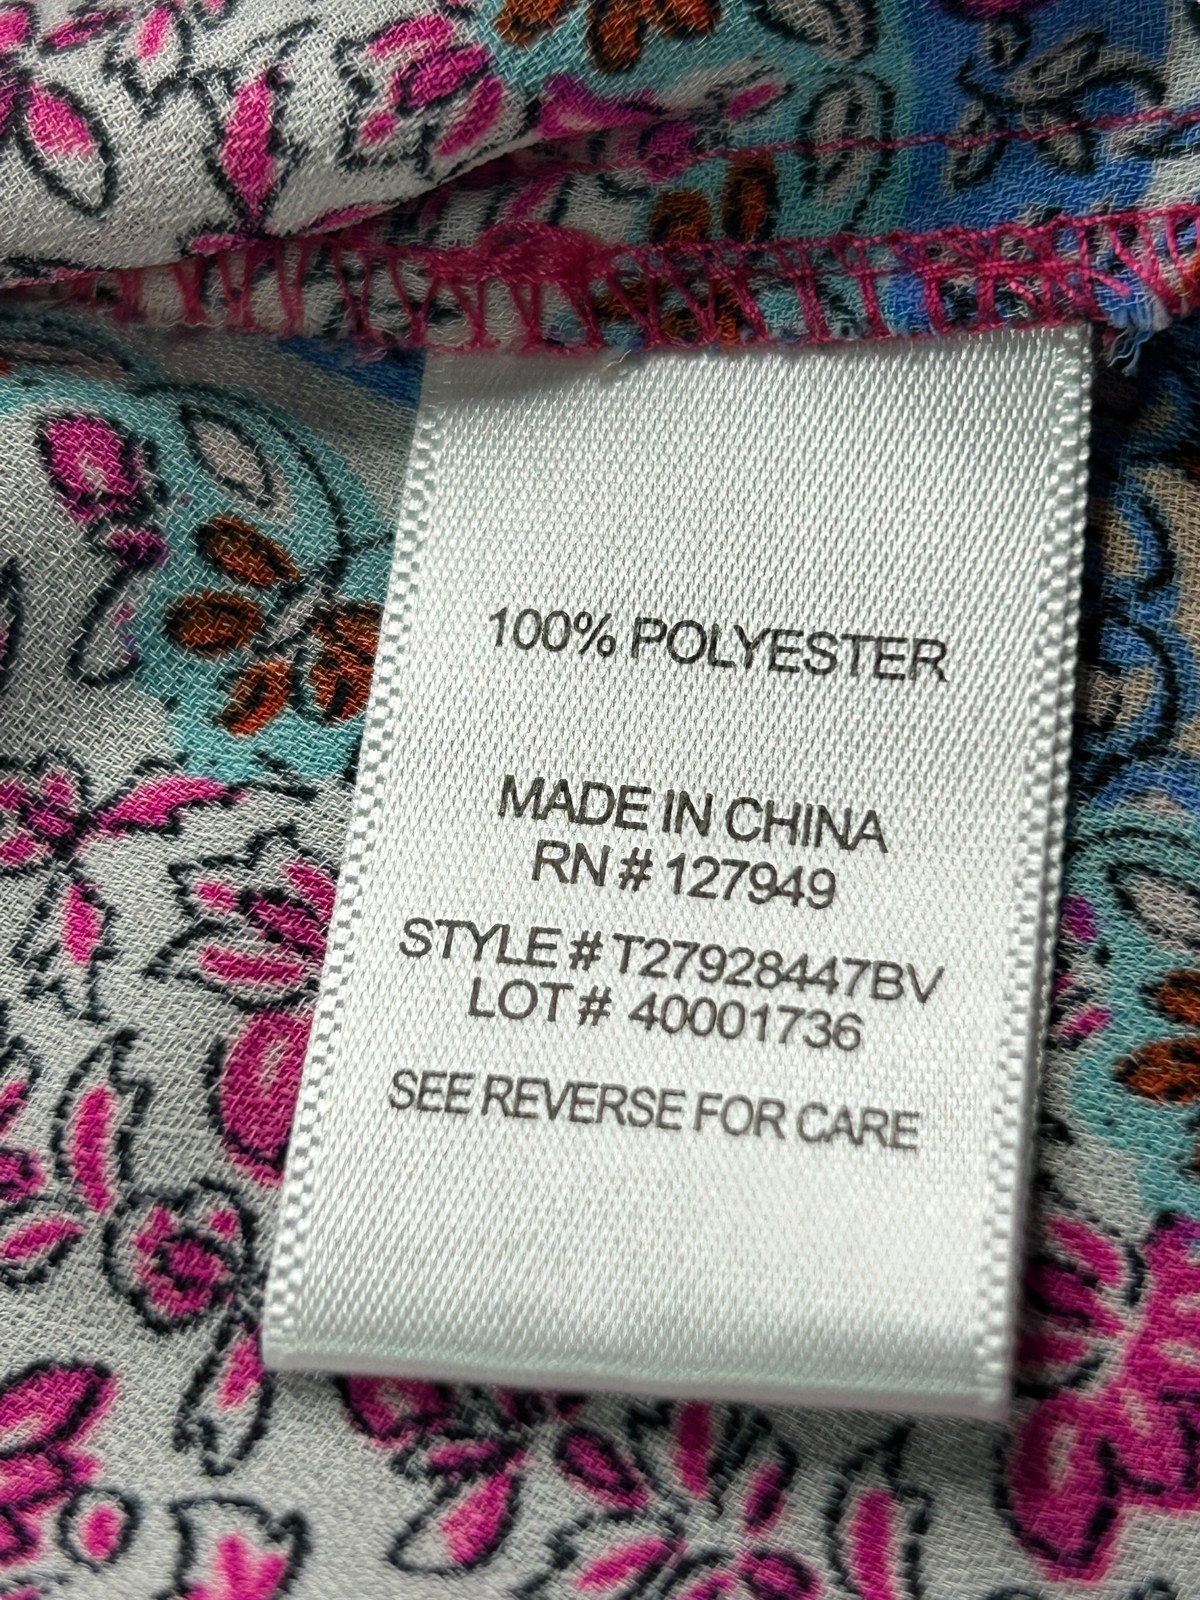 100% POLYESTER
MADE IN CHINA
RN # 127949
STYLE # T27928447BV
LOT # 40001736
SEE REVERSE FOR CARE